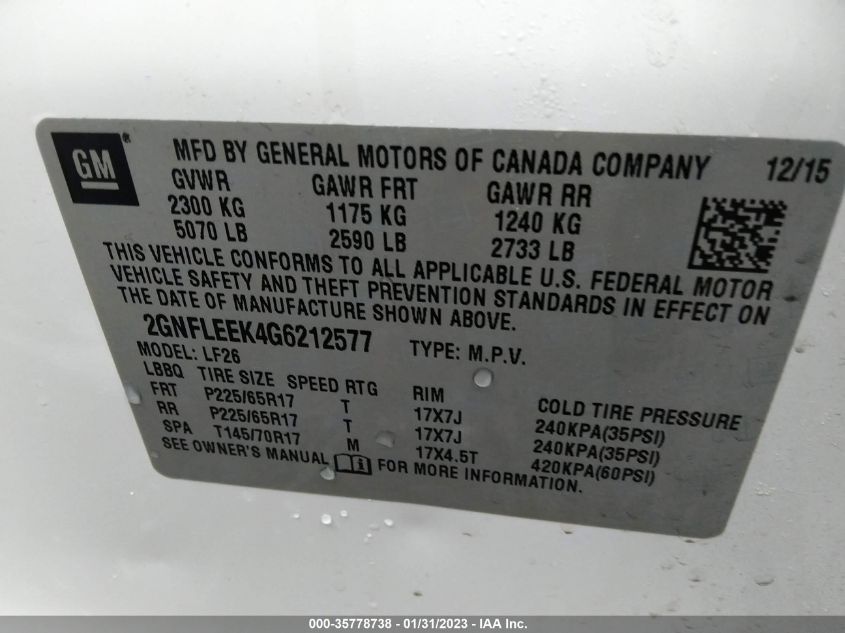 GM ® MFD BY GENERAL MOTORS OF CANADA COMPANY 12/15
GVWR GAWR FRT GAWR RR
2300 KG 1175 KG 1240 KG
5070 LB 2590 LB 2733 LB
THIS VEHICLE CONFORMS TO ALL APPLICABLE U.S. FEDERAL MOTOR
VEHICLE SAFETY AND THEFT PREVENTION STANDARDS IN EFFECT ON
THE DATE OF MANUFACTURE SHOWN ABOVE.
2GNFLEEK4G6212577 TYPE: M.P.V.
MODEL: LF26
LBBQ TIRE SIZE SPEED RTG RIM COLD TIRE PRESSURE
FRT P225/65R17 T 17X7J 240KPA(35PSI)
RR P225/65R17 T 17X7J 240KPA(35PSI)
SPA T145/70R17 M 17X4.5T 420KPA(60PSI)
SEE OWNER'S MANUAL FOR MORE INFORMATION.
000-35778738 - 01/31/2023 - IAA Inc.